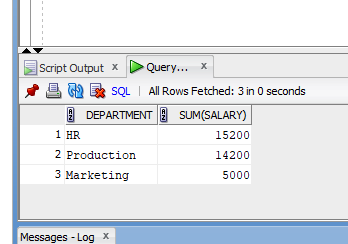 Script Output x Query... x
SQL | All Rows Fetched: 3 in 0 seconds
DEPARTMENT SUM(SALARY)
1 HR 15200
2 Production 14200
3 Marketing 5000
Messages - Log x